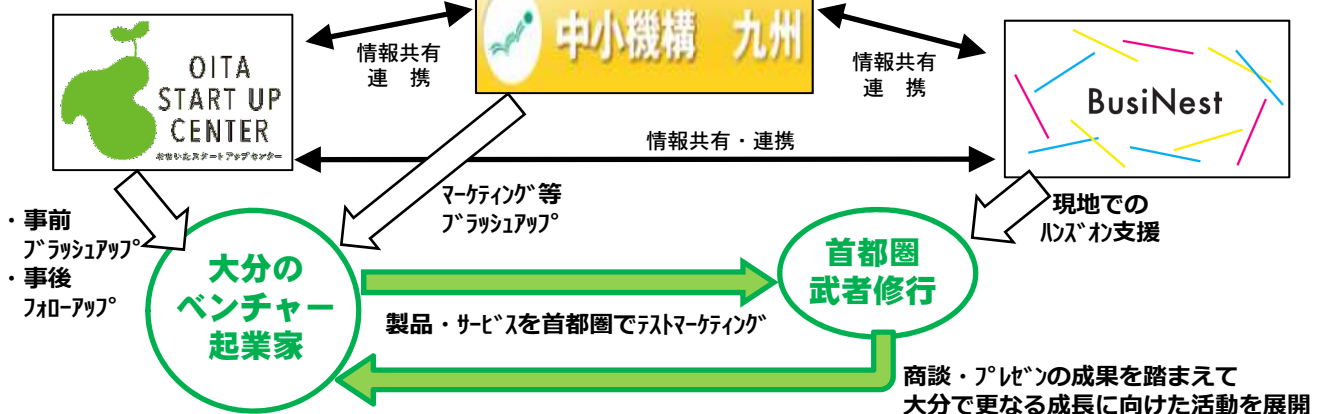 中小機構 九州
情報共有
連 携
情報共有
連 携
OITA
START UP
CENTER
おおいたスタートアップセンター
BusiNest
情報共有・連携
マーケティング等
ブラッシュアップ
・事前
ブラッシュアップ
・事後
フォローアップ
現地での
ハンズオン支援
大分の
ベンチャー
起業家
首都圏
武者修行
製品・サービスを首都圏でテストマーケティング
商談・プレゼンの成果を踏まえて
大分で更なる成長に向けた活動を展開